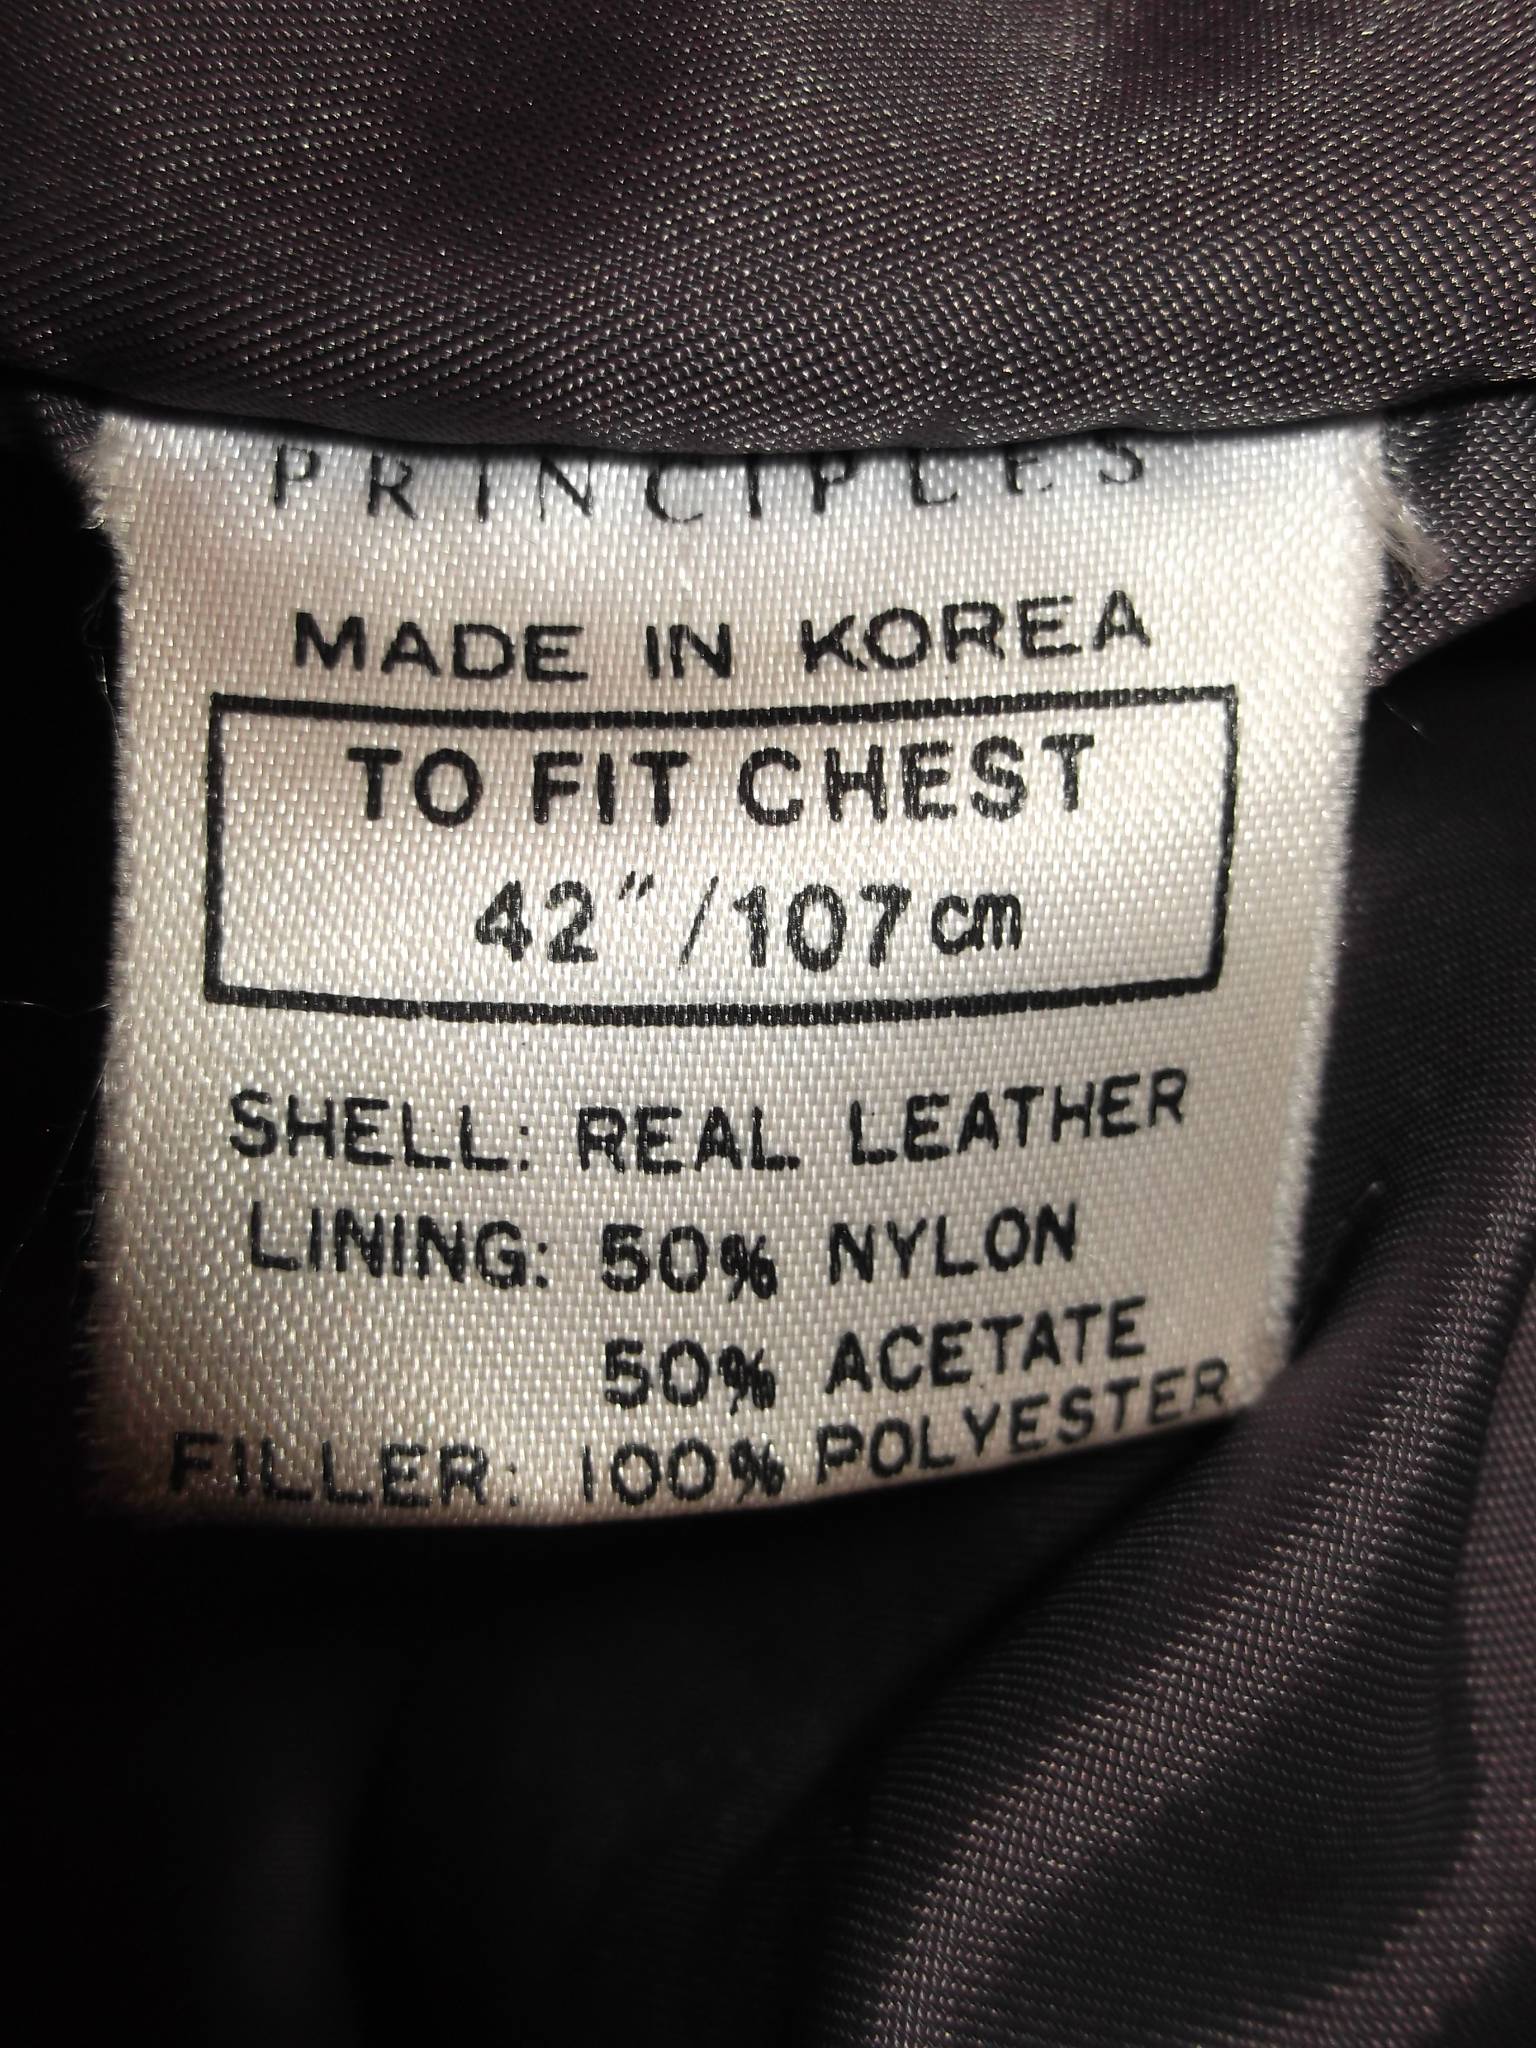 PRINCIPLES
MADE IN KOREA
TO FIT CHEST
42"/107cm
SHELL: REAL LEATHER
LINING: 50% NYLON
50% ACETATE
FILLER: 100% POLYESTER